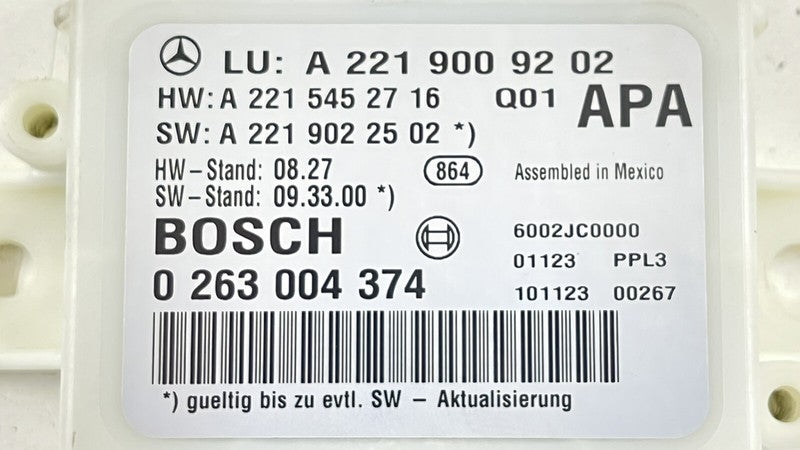 LU: A 221 900 92 02
HW: A 221 545 27 16 Q01 APA
SW: A 221 902 25 02 *)
HW-Stand: 08.27 864 Assembled in Mexico
SW-Stand: 09.33.00 *)
BOSCH 6002JC0000
01123 PPL3
0 263 004 374 101123 00267
*) gueltig bis zu evtl. SW - Aktualisierung